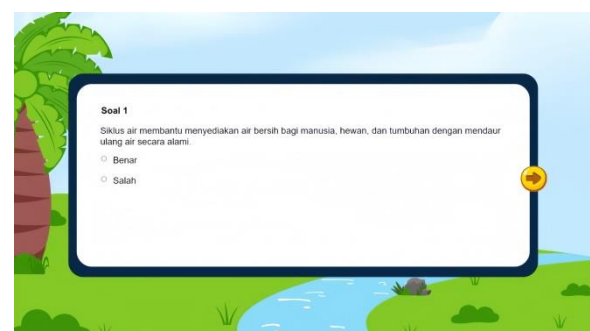 Soal 1
Siklus air membantu menyediakan air bersih bagi manusia, hewan, dan tumbuhan dengan mendaur
ulang air secara alami.
Benar
Salah